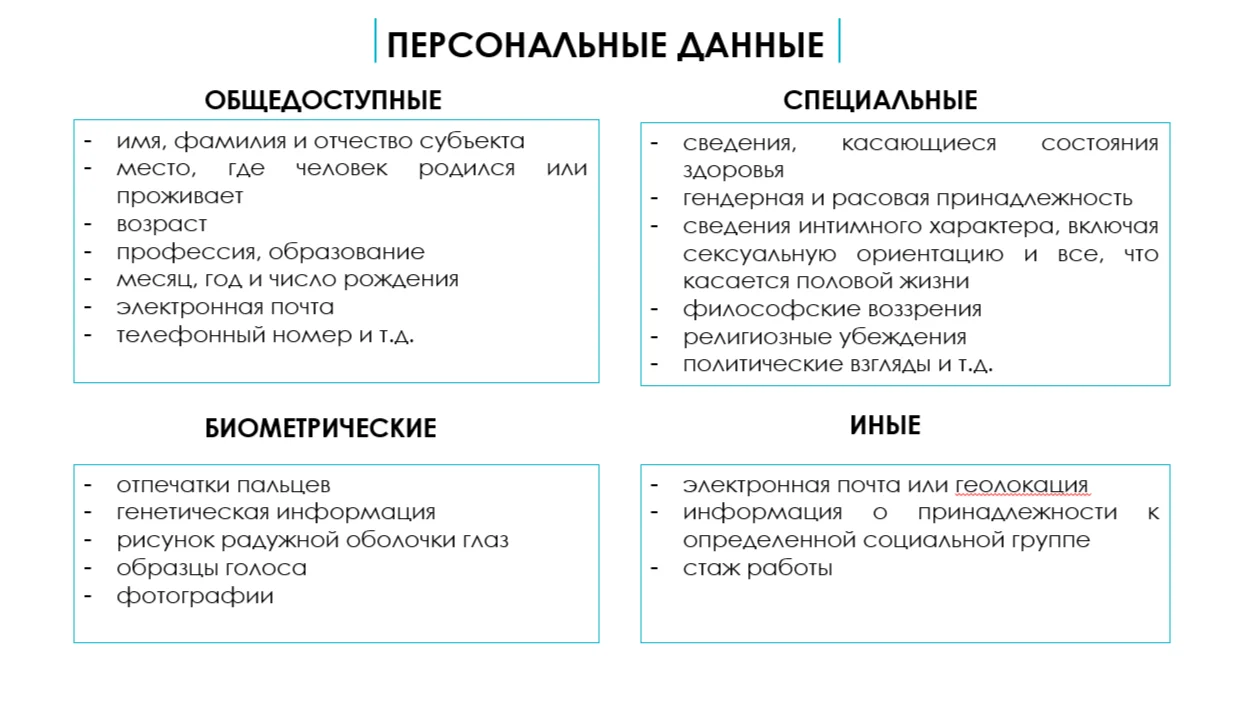 ПЕРСОНАЛЬНЫЕ ДАННЫЕ
ОБЩЕДОСТУПНЫЕ
- имя, фамилия и отчество субъекта
- место, где человек родился или
проживает
- возраст
- профессия, образование
- месяц, год и число рождения
- электронная почта
- телефонный номер и т.д.
СПЕЦИАЛЬНЫЕ
- сведения, касающиеся состояния
здоровья
- гендерная и расовая принадлежность
- сведения интимного характера, включая
сексуальную ориентацию и все, что
касается половой жизни
- философские воззрения
- религиозные убеждения
- политические взгляды и т.д.
БИОМЕТРИЧЕСКИЕ
- отпечатки пальцев
- генетическая информация
- рисунок радужной оболочки глаз
- образцы голоса
- фотографии
ИНЫЕ
- электронная почта или геолокация
- информация о принадлежности к
определенной социальной группе
- стаж работы